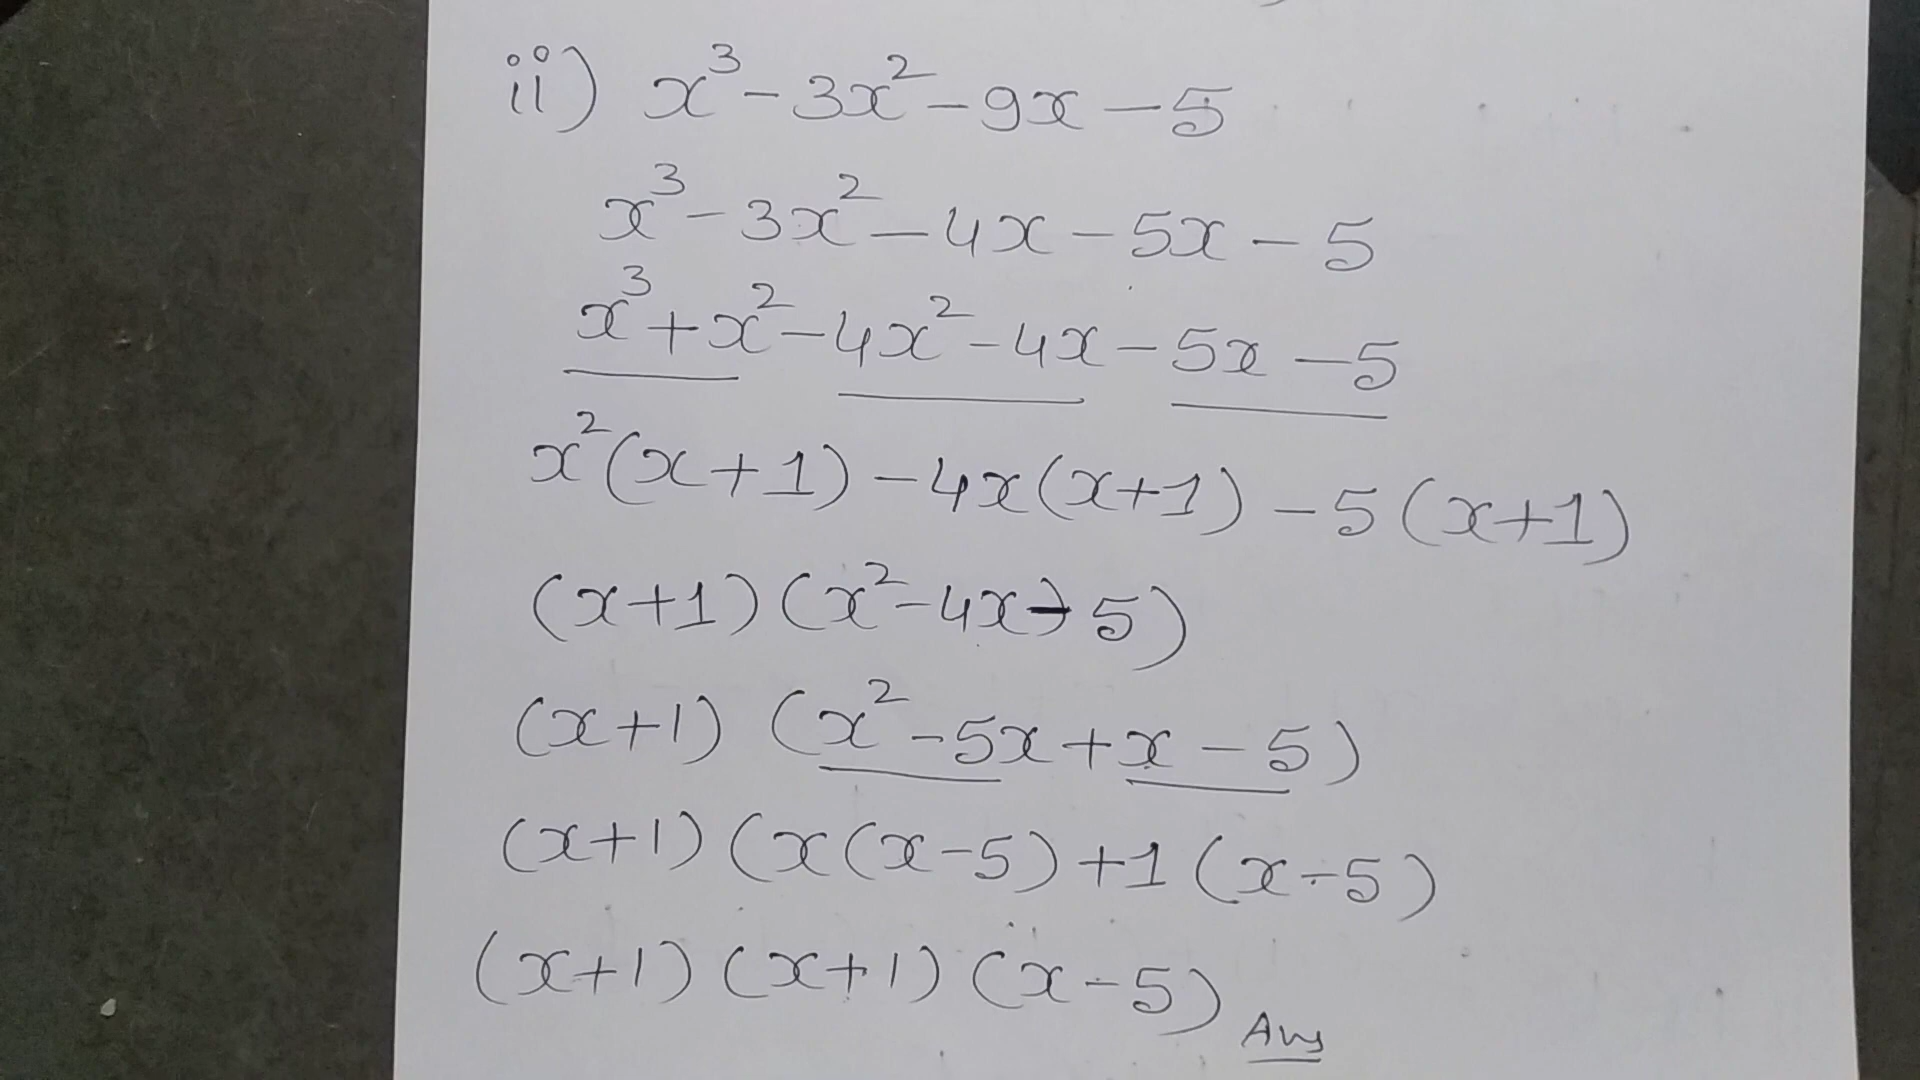 ii) x³ - 3x² - 9x - 5
x³ - 3x² - 4x - 5x - 5
x³ + x² - 4x² - 4x - 5x - 5
x²(x+1) - 4x(x+1) - 5(x+1)
(x+1)(x² - 4x - 5)
(x+1) (x² - 5x + x - 5)
(x+1) (x(x-5) + 1(x-5)
(x+1) (x+1) (x-5) Ans